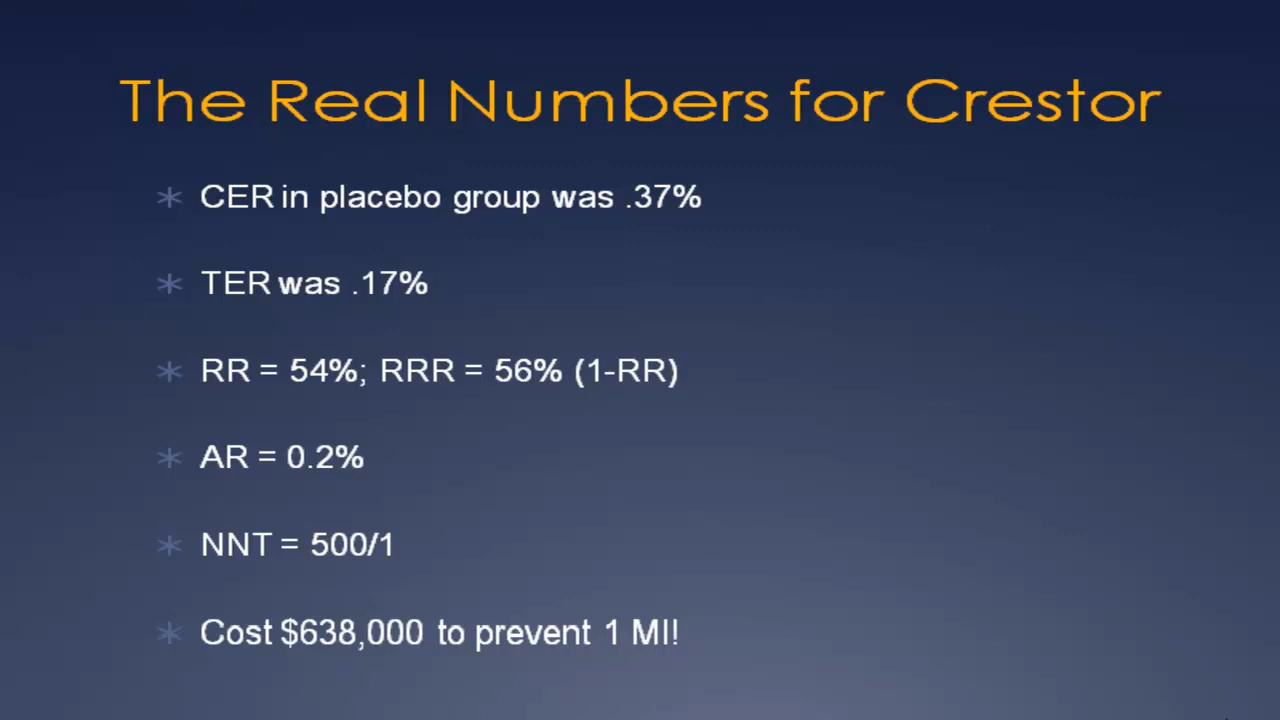 The Real Numbers for Crestor
* CER in placebo group was .37%
* TER was .17%
* RR = 54%; RRR = 56% (1-RR)
* AR = 0.2%
* NNT = 500/1
* Cost $638,000 to prevent 1 MI!